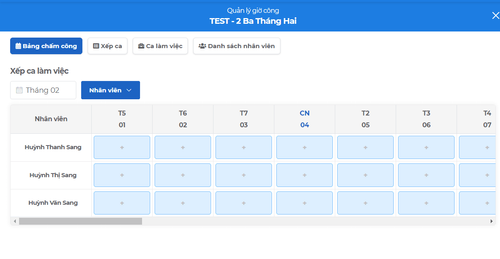 Quản lý giờ công
TEST - 2 Ba Tháng Hai
Bảng chấm công
Xếp ca
Ca làm việc
Danh sách nhân viên
Xếp ca làm việc
Tháng 02
Nhân viên
Nhân viên T5 T6 T7 CN T2 T3 T4
01 02 03 04 05 06 07
Huỳnh Thanh Sang + + + + + + +
Huỳnh Thị Sang + + + + + + +
Huỳnh Văn Sang + + + + + + +